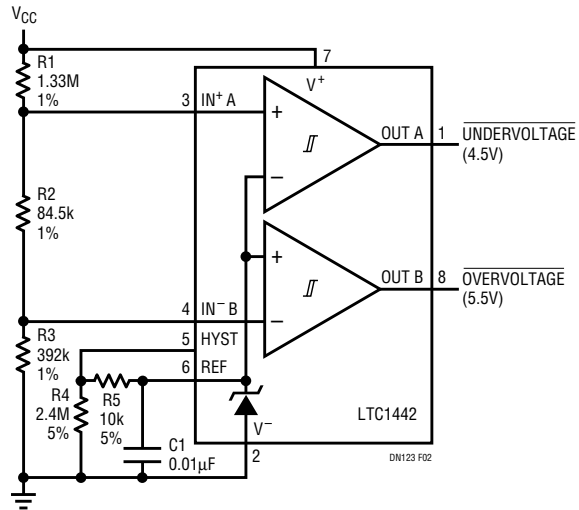 VCC
R1
1.33M
1%
7
V+
3
IN+ A
+
−
OUT A
1
UNDERVOLTAGE
(4.5V)
R2
84.5k
1%
+
−
OUT B
8
OVERVOLTAGE
(5.5V)
4
IN− B
5
HYST
6
REF
R3
392k
1%
R4
2.4M
5%
R5
10k
5%
C1
0.01µF
V−
2
LTC1442
DN123 F02